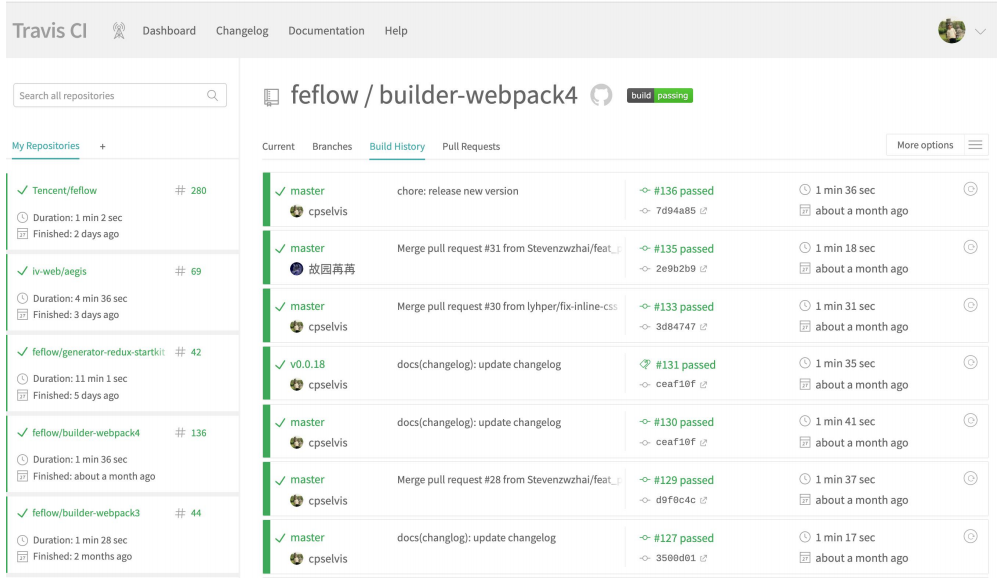 Travis CI
Dashboard
Changelog
Documentation
Help
Search all repositories
My Repositories +
Tencent/feflow # 280
Duration: 1 min 2 sec
Finished: 2 days ago
iv-web/aegis # 69
Duration: 4 min 36 sec
Finished: 3 days ago
feflow/generator-redux-startkit # 42
Duration: 11 min 1 sec
Finished: 5 days ago
feflow/builder-webpack4 # 136
Duration: 1 min 36 sec
Finished: about a month ago
feflow/builder-webpack3 # 44
Duration: 1 min 28 sec
Finished: 2 months ago
feflow / builder-webpack4 build passing
Current Branches Build History Pull Requests
More options
master chore: release new version #136 passed 1 min 36 sec
cpselvis 7d94a85 about a month ago
master Merge pull request #31 from Stevenzwzhai/feat_p #135 passed 1 min 18 sec
故园苒苒 2e9b2b9 about a month ago
master Merge pull request #30 from lyhper/fix-inline-css #133 passed 1 min 31 sec
cpselvis 3d84747 about a month ago
v0.0.18 docs(changelog): update changelog #131 passed 1 min 35 sec
cpselvis ceaf10f about a month ago
master docs(changelog): update changelog #130 passed 1 min 41 sec
cpselvis ceaf10f about a month ago
master Merge pull request #28 from Stevenzwzhai/feat_p #129 passed 1 min 37 sec
cpselvis d9f0c4c about a month ago
master docs(changlog): update changelog #127 passed 1 min 17 sec
cpselvis 3500d01 about a month ago